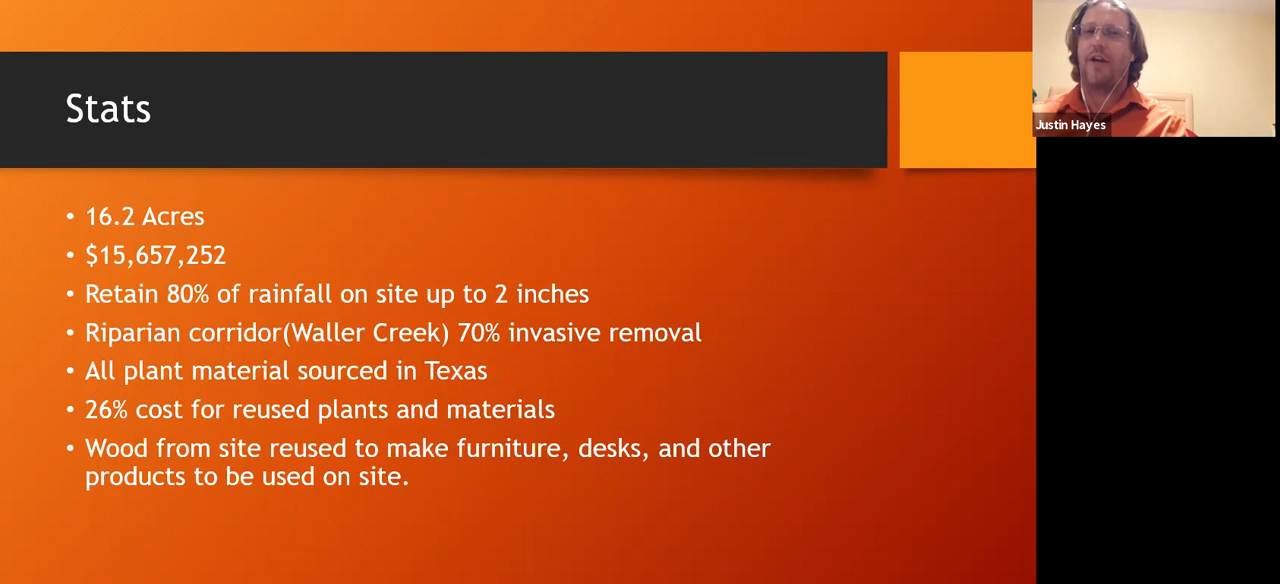 Stats
• 16.2 Acres
• $15,657,252
• Retain 80% of rainfall on site up to 2 inches
• Riparian corridor(Waller Creek) 70% invasive removal
• All plant material sourced in Texas
• 26% cost for reused plants and materials
• Wood from site reused to make furniture, desks, and other
products to be used on site.
Justin Hayes